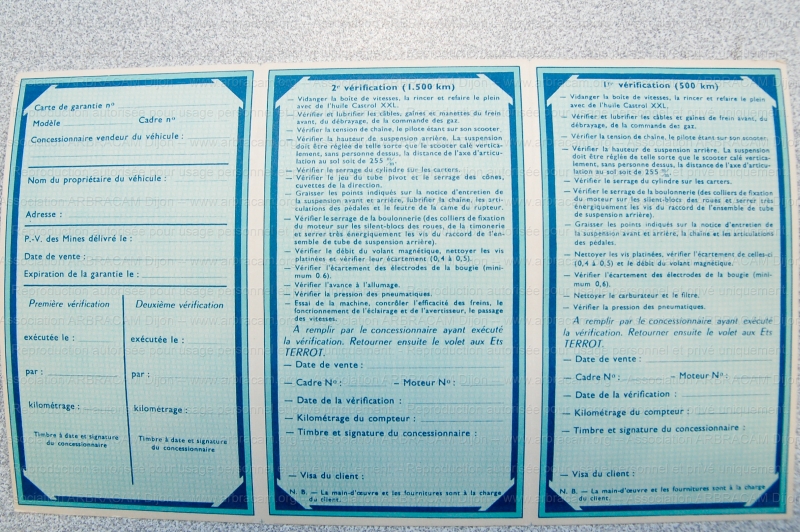 Carte de garantie nº
Modèle
Cadre nº
Concessionnaire vendeur du véhicule :
Nom du propriétaire du véhicule :
Adresse :
P.-V. des Mines délivré le :
Date de vente :
Expiration de la garantie le :
Première vérification
exécutée le :
par :
kilométrage :
Timbre à date et signature
du concessionnaire
Deuxième vérification
exécutée le :
par :
kilométrage :
Timbre à date et signature
du concessionnaire
2e vérification (1.500 km)
— Vidanger la boîte de vitesses, la rincer et refaire le plein
avec de l'huile Castrol XXL.
— Vérifier et lubrifier les câbles, gaînes et manettes du frein
avant, du débrayage, de la commande des gaz.
— Vérifier la tension de chaîne, le pilote étant sur son scooter.
— Vérifier la hauteur de suspension avant. La suspension
doit être réglée de telle sorte que le scooter calé vertica-
lement, sans personne dessus, la distance de l'axe d'articu-
lation au sol soit de 255 m/m.
— Vérifier le serrage du cylindre sur les carters.
— Vérifier le jeu du tube pivot et le serrage des cônes,
cuvettes de la direction.
— Graisser les points indiqués sur la notice d'entretien de
la suspension avant et arrière, lubrifier la chaîne, les arti-
culations des pédales et le feutre de la came du rupteur.
— Vérifier le serrage de la boulonnerie (des colliers de fixation
du moteur sur les silent-blocs des roues, de la timonerie
et serrer très énergiquement les vis du raccord de l'en-
semble de tube de suspension arrière).
— Vérifier le débit du volant magnétique, nettoyer les vis
platinées et vérifier leur écartement (0,4 à 0,5).
— Vérifier l'écartement des électrodes de la bougie (mini-
mum 0.6).
— Vérifier l'avance à l'allumage.
— Vérifier la pression des pneumatiques.
— Essai de la machine, contrôler l'efficacité des freins, le
fonctionnement de l'éclairage et de l'avertisseur, le passage
des vitesses.
A remplir par le concessionnaire ayant exécuté
la vérification. Retourner ensuite le volet aux Ets
TERROT.
— Date de vente :
— Cadre Nº : — Moteur Nº :
— Date de la vérification :
— Kilométrage du compteur :
— Timbre et signature du concessionnaire :
— Visa du client :
N. B. — La main-d'œuvre et les fournitures sont à la charge
du client.
1re vérification (500 km)
— Vidanger la boîte de vitesses, la rincer et refaire le plein
avec de l'huile Castrol XXL.
— Vérifier et lubrifier les câbles et gaînes de frein avant, du
débrayage, de la commande des gaz.
— Vérifier la tension de chaîne, le pilote étant sur son scooter.
— Vérifier la hauteur de suspension avant. La suspension
doit être réglée de telle sorte que le scooter calé vertica-
lement, sans personne dessus, la distance de l'axe d'articu-
lation au sol soit de 255 m/m.
— Vérifier le serrage du cylindre sur les carters.
— Vérifier le serrage de la boulonnerie (des colliers de fixation
du moteur sur les silent-blocs des roues et serrer très
énergiquement les vis du raccord de l'ensemble de tube
de suspension arrière).
— Graisser les points indiqués sur la notice d'entretien de
la suspension avant et arrière, la chaîne et les articulations
des pédales.
— Nettoyer les vis platinées, vérifier l'écartement de celles-ci
(0,4 à 0,5) et le débit du volant magnétique.
— Vérifier l'écartement des électrodes de la bougie (mini-
mum 0,6).
— Nettoyer le carburateur et le filtre.
— Vérifier la pression des pneumatiques.
A remplir par le concessionnaire ayant exécuté
la vérification. Retourner ensuite le volet aux Ets
TERROT.
— Date de vente :
— Cadre Nº : — Moteur Nº :
— Date de la vérification :
— Kilométrage du compteur :
— Timbre et signature du concessionnaire :
— Visa du client :
N. B. — La main-d'œuvre et les fournitures sont à la charge
du client.